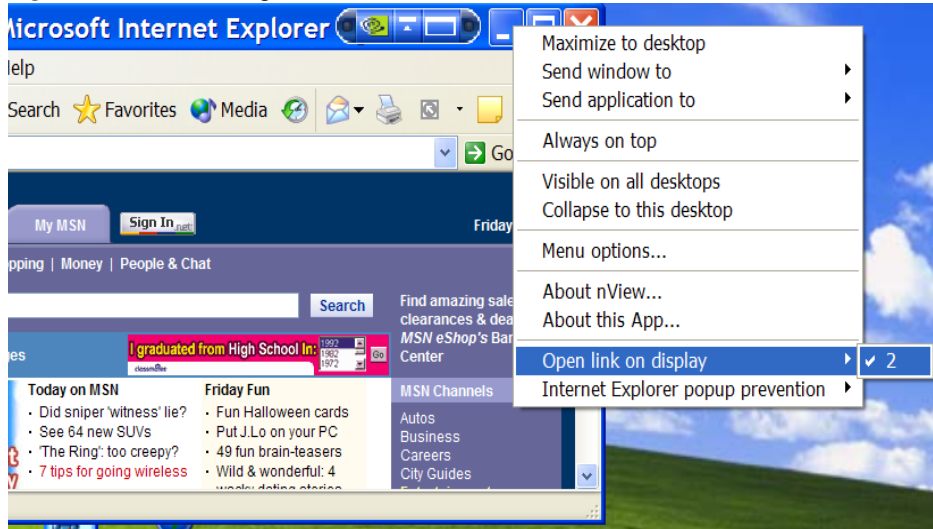 Microsoft Internet Explorer
Help
Search Favorites Media
Go
My MSN Sign In .net Friday
pping | Money | People & Chat
Search
Find amazing sale
clearances & dea
MSN eShop's Bar
Center
ges
I graduated from High School In:
1992
1982
1972
Go
classmates
Today on MSN
· Did sniper 'witness' lie?
· See 64 new SUVs
· 'The Ring': too creepy?
· 7 tips for going wireless
Friday Fun
· Fun Halloween cards
· Put J.Lo on your PC
· 49 fun brain-teasers
· Wild & wonderful: 4
wacky dating stories
MSN Channels
Autos
Business
Careers
City Guides
Maximize to desktop
Send window to
Send application to
Always on top
Visible on all desktops
Collapse to this desktop
Menu options...
About nView...
About this App...
Open link on display
2
Internet Explorer popup prevention